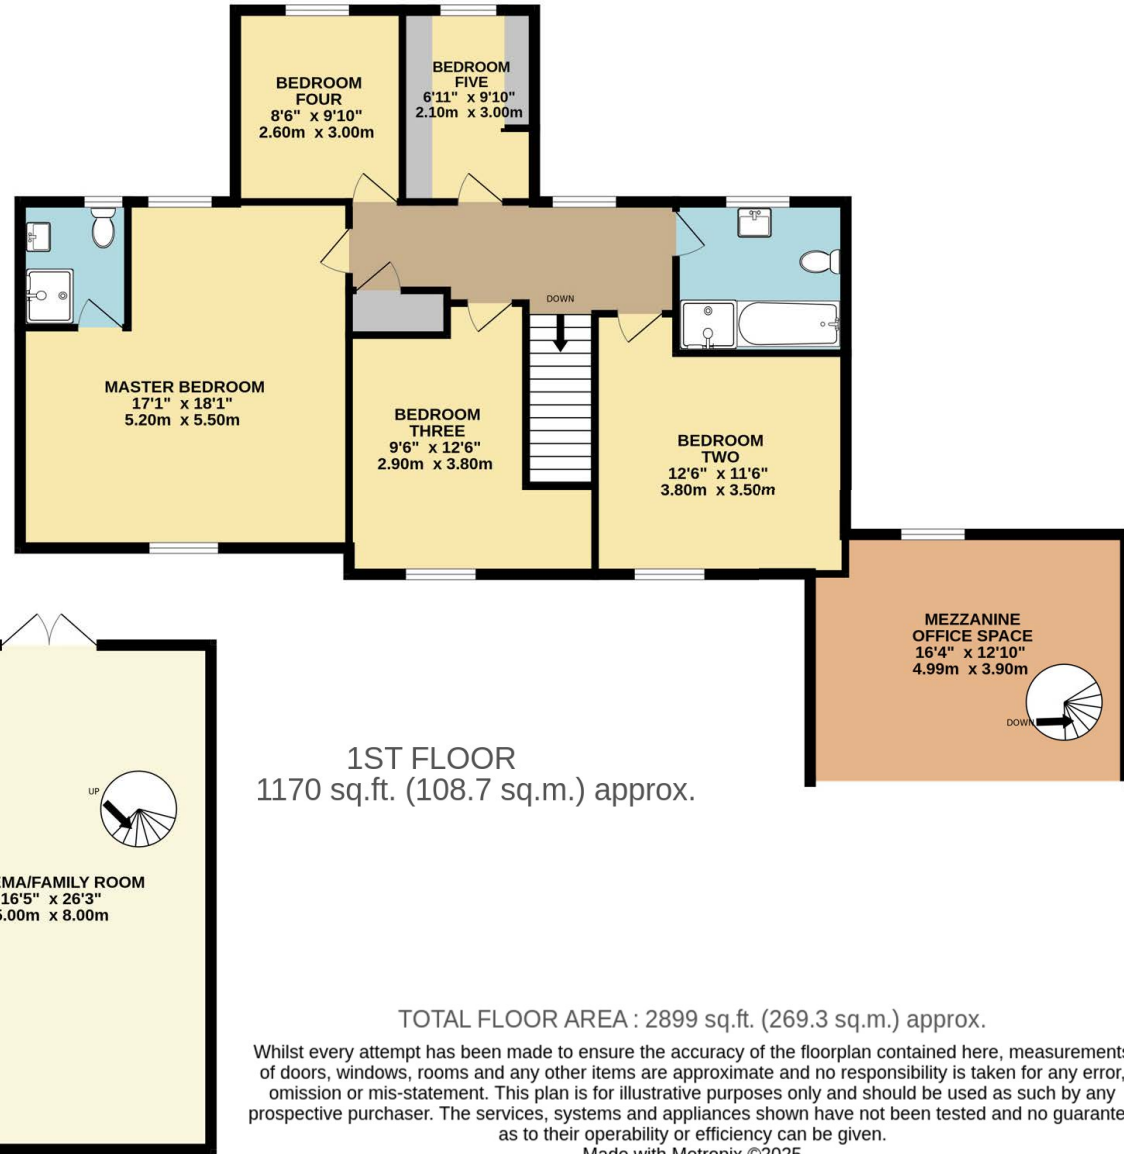 BEDROOM
FOUR
8'6" x 9'10"
2.60m x 3.00m
BEDROOM
FIVE
6'11" x 9'10"
2.10m x 3.00m
MASTER BEDROOM
17'1" x 18'1"
5.20m x 5.50m
DOWN
BEDROOM
THREE
9'6" x 12'6"
2.90m x 3.80m
BEDROOM
TWO
12'6" x 11'6"
3.80m x 3.50m
MEZZANINE
OFFICE SPACE
16'4" x 12'10"
4.99m x 3.90m
DOWN
1ST FLOOR
1170 sq.ft. (108.7 sq.m.) approx.
UP
EMA/FAMILY ROOM
16'5" x 26'3"
5.00m x 8.00m
TOTAL FLOOR AREA : 2899 sq.ft. (269.3 sq.m.) approx.
Whilst every attempt has been made to ensure the accuracy of the floorplan contained here, measurements
of doors, windows, rooms and any other items are approximate and no responsibility is taken for any error,
omission or mis-statement. This plan is for illustrative purposes only and should be used as such by any
prospective purchaser. The services, systems and appliances shown have not been tested and no guarante
as to their operability or efficiency can be given.
Made with Metropix ©2025